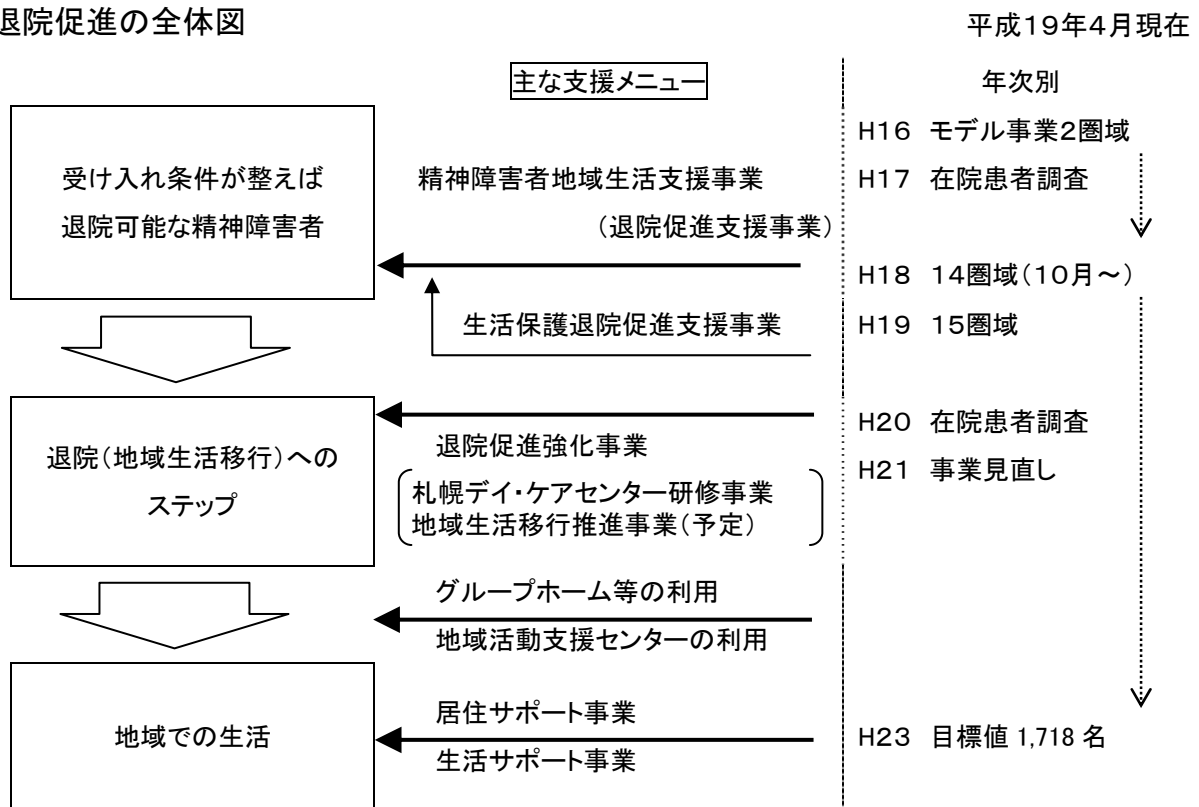 退院促進の全体図
平成19年4月現在
主な支援メニュー
年次別
受け入れ条件が整えば
退院可能な精神障害者
精神障害者地域生活支援事業
(退院促進支援事業)
生活保護退院促進支援事業
退院(地域生活移行)への
ステップ
退院促進強化事業
札幌デイ・ケアセンター研修事業
地域生活移行推進事業(予定)
グループホーム等の利用
地域活動支援センターの利用
地域での生活
居住サポート事業
生活サポート事業
H16 モデル事業2圏域
H17 在院患者調査
H18 14圏域(10月~)
H19 15圏域
H20 在院患者調査
H21 事業見直し
H23 目標値 1,718 名